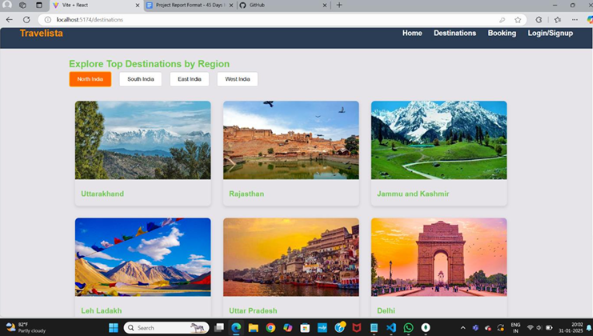 Vite + React
Project Report Format - 45 Days
GitHub
localhost:5174/destinations
Travelista
Home Destinations Booking Login/Signup
Explore Top Destinations by Region
North India South India East India West India
Uttarakhand Rajasthan Jammu and Kashmir
Leh Ladakh Uttar Pradesh Delhi
Partly cloudy
Search
ENG
IN
20:02
31-01-2025